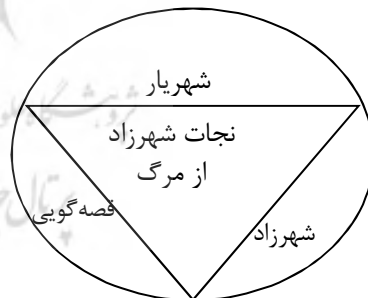 شهریار
نجات شهرزاد
از مرگ
قصه‌گویی
شهرزاد